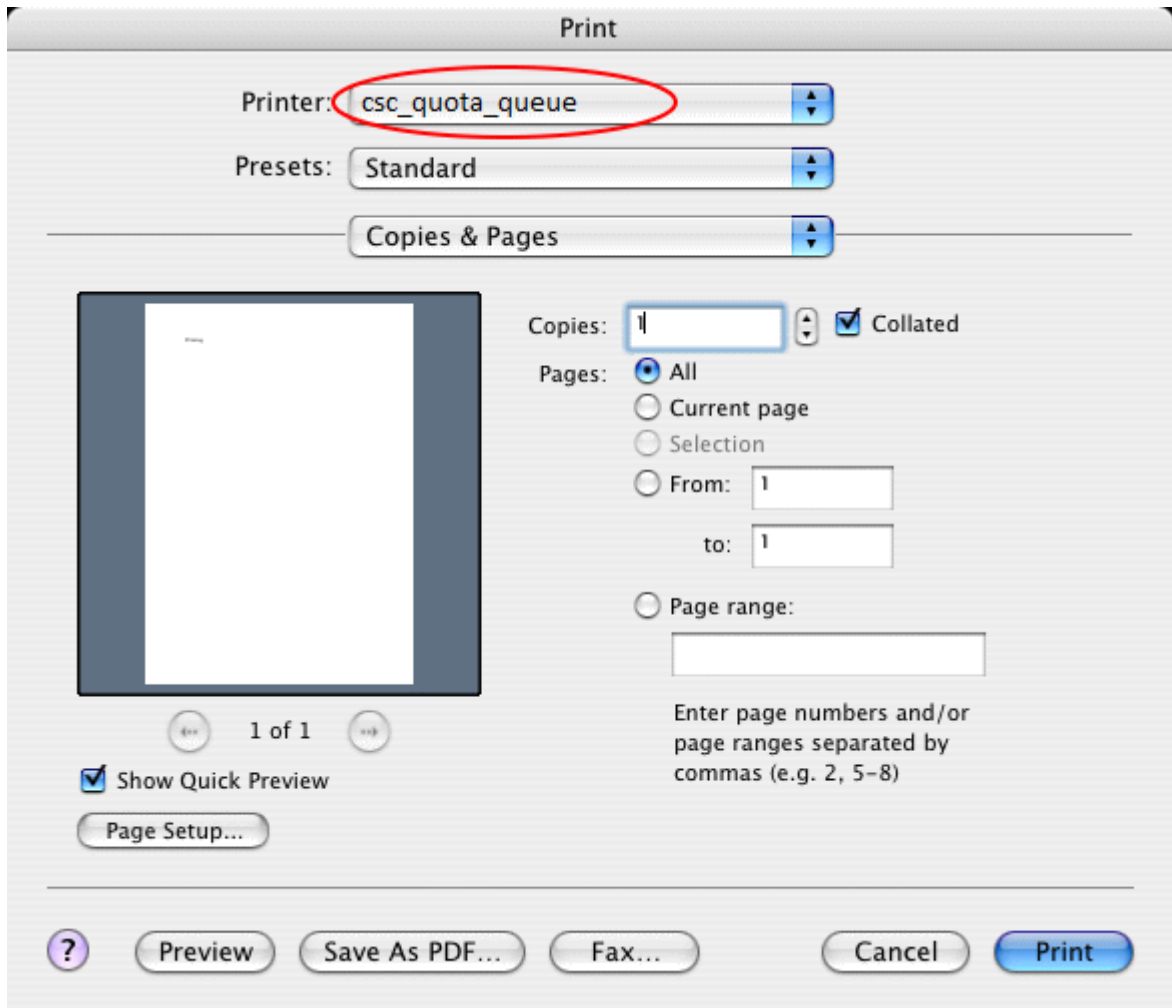 Print
Printer: csc_quota_queue
Presets: Standard
Copies & Pages
Copies: 1 Collated
Pages: All
Current page
Selection
From: 1
to: 1
Page range:
Enter page numbers and/or
page ranges separated by
commas (e.g. 2, 5-8)
1 of 1
Show Quick Preview
Page Setup...
? Preview Save As PDF... Fax... Cancel Print